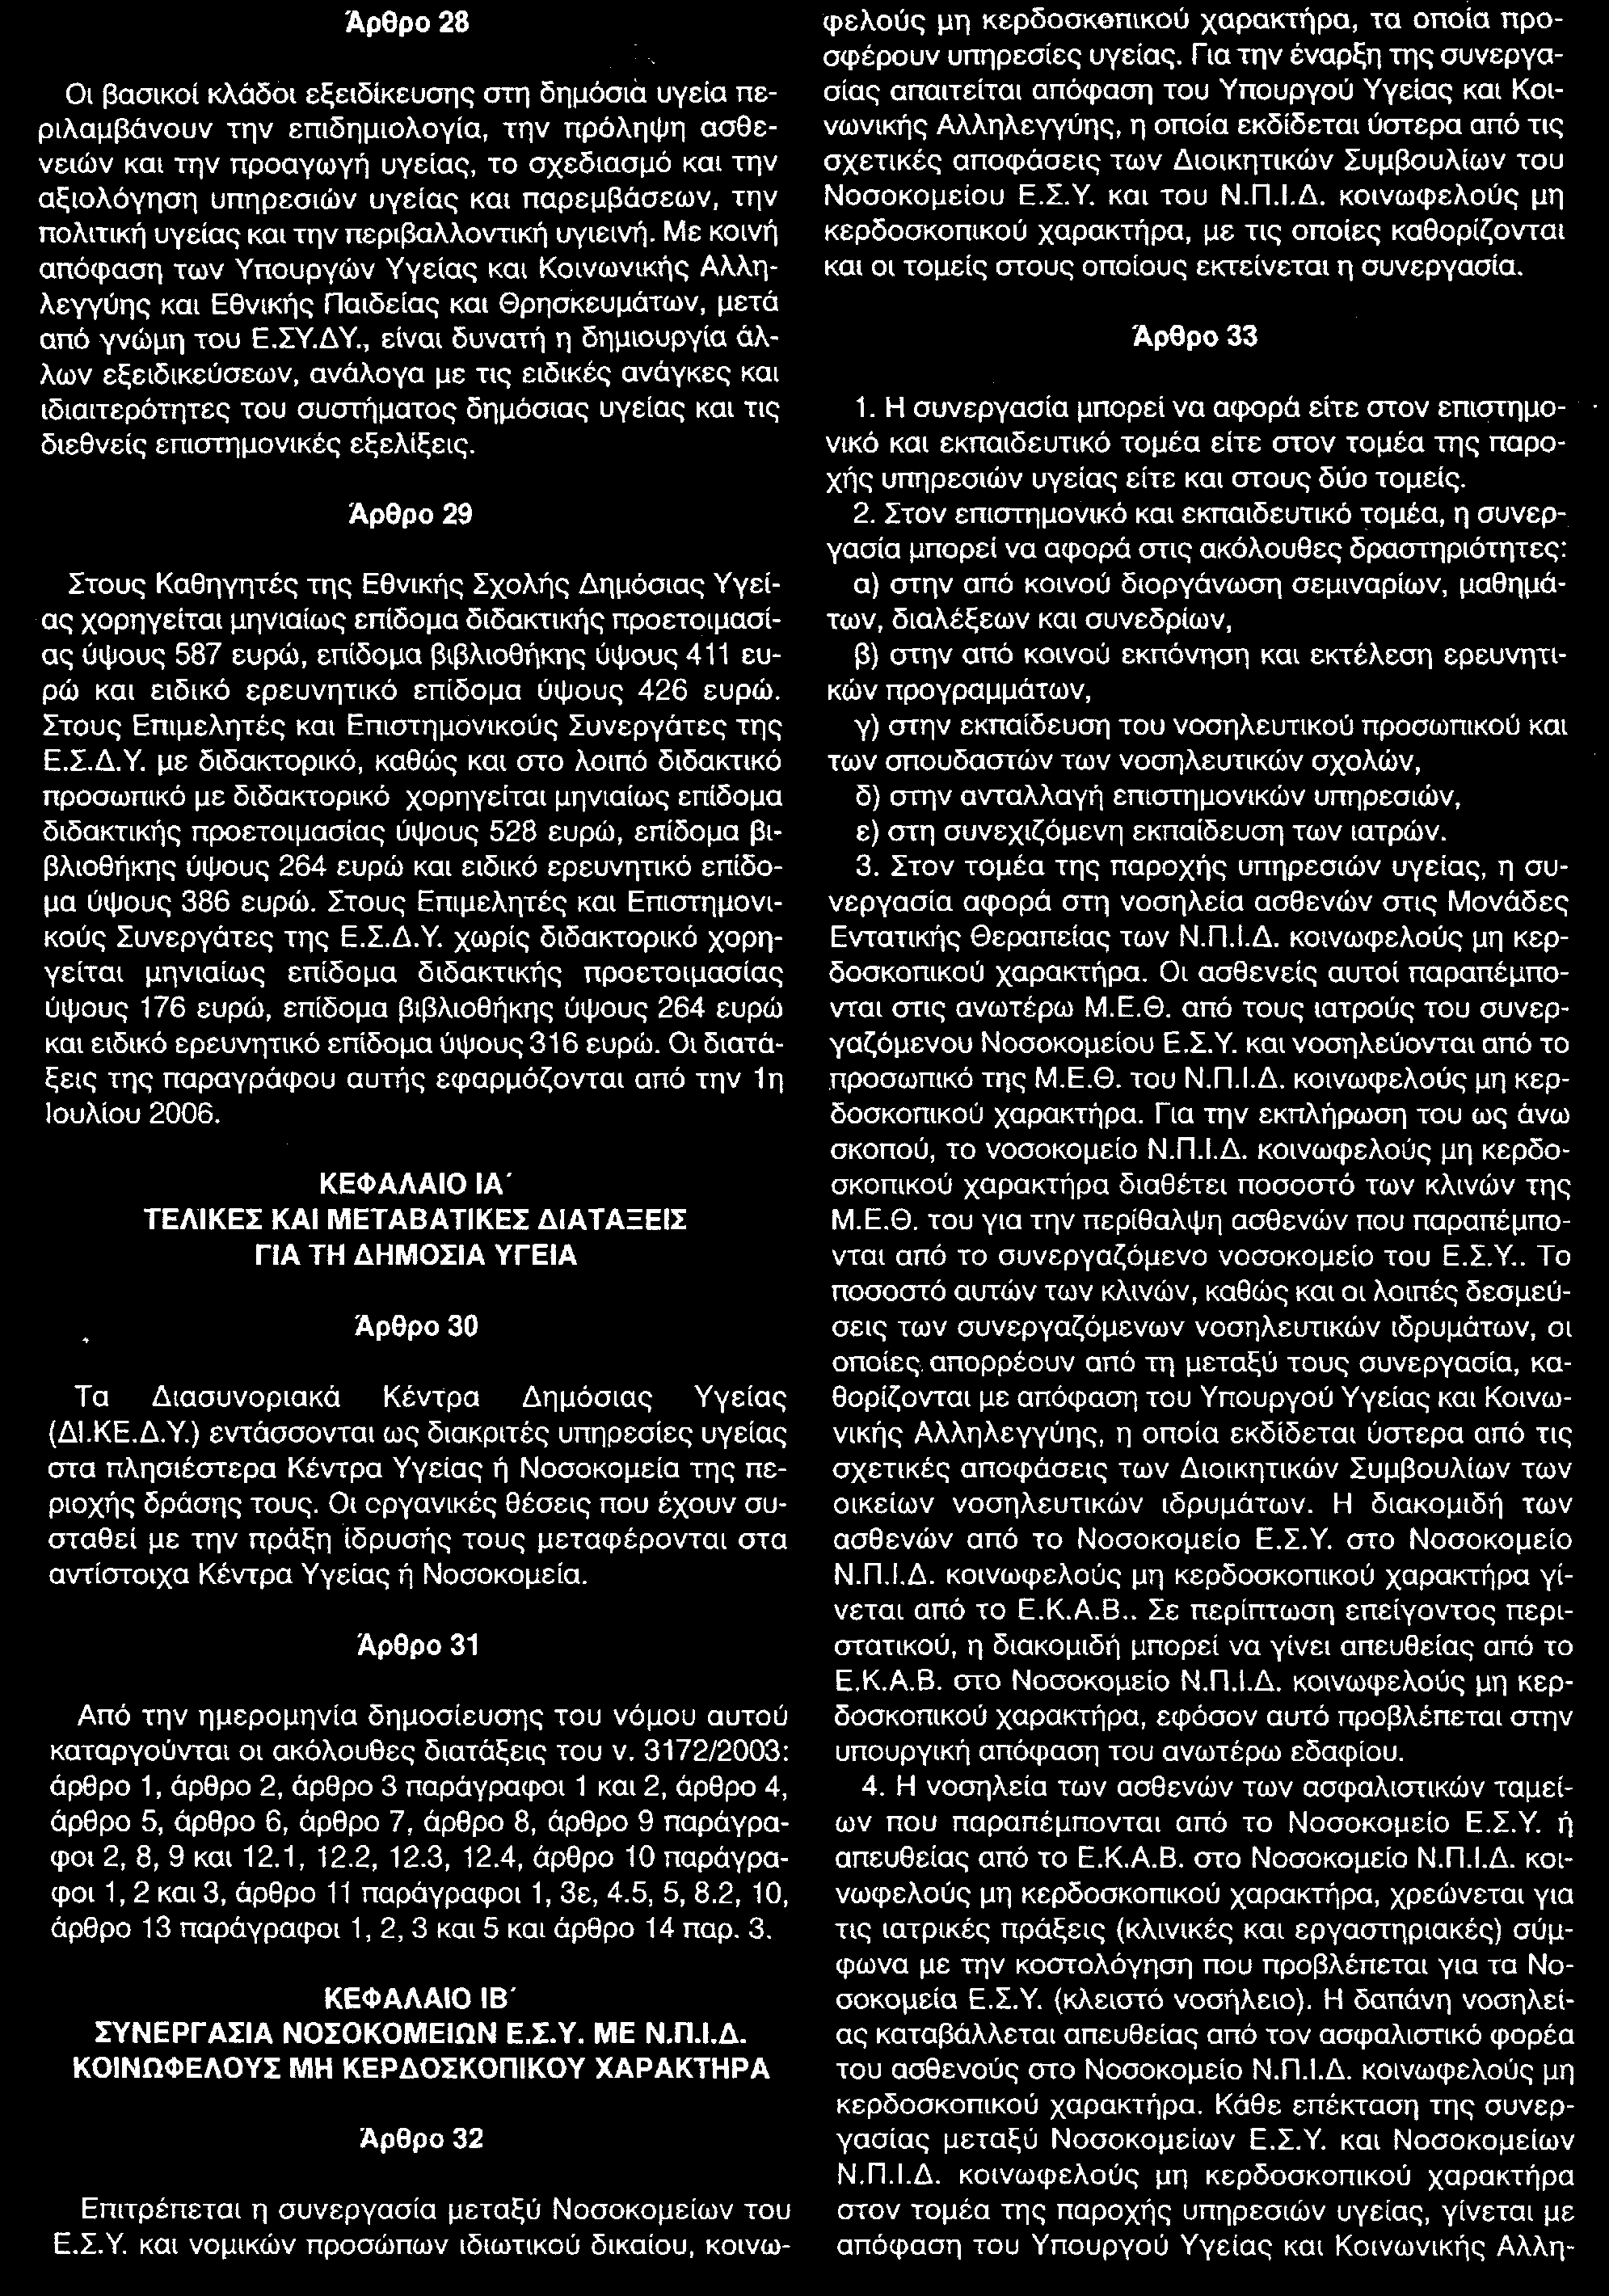 Άρθρο 28
Οι βασικοί κλάδοι εξειδίκευσης στη δημόσια υγεία πε-
ριλαμβάνουν την επιδημιολογία, την πρόληψη ασθε-
νειών και την προαγωγή υγείας, το σχεδιασμό και την
αξιολόγηση υπηρεσιών υγείας και παρεμβάσεων, την
πολιτική υγείας και την περιβαλλοντική υγιεινή. Με κοινή
απόφαση των Υπουργών Υγείας και Κοινωνικής Αλλη-
λεγγύης και Εθνικής Παιδείας και Θρησκευμάτων, μετά
από γνώμη του Ε.ΣΥ.ΔΥ., είναι δυνατή η δημιουργία άλ-
λων εξειδικεύσεων, ανάλογα με τις ειδικές ανάγκες και
ιδιαιτερότητες του συστήματος δημόσιας υγείας και τις
διεθνείς επιστημονικές εξελίξεις.
Άρθρο 29
Στους Καθηγητές της Εθνικής Σχολής Δημόσιας Υγεί-
ας χορηγείται μηνιαίως επίδομα διδακτικής προετοιμασί-
ας ύψους 587 ευρώ, επίδομα βιβλιοθήκης ύψους 411 ευ-
ρώ και ειδικό ερευνητικό επίδομα ύψους 426 ευρώ.
Στους Επιμελητές και Επιστημονικούς Συνεργάτες της
Ε.Σ.Δ.Υ. με διδακτορικό, καθώς και στο λοιπό διδακτικό
προσωπικό με διδακτορικό χορηγείται μηνιαίως επίδομα
διδακτικής προετοιμασίας ύψους 528 ευρώ, επίδομα βι-
βλιοθήκης ύψους 264 ευρώ και ειδικό ερευνητικό επίδο-
μα ύψους 386 ευρώ. Στους Επιμελητές και Επιστημονι-
κούς Συνεργάτες της Ε.Σ.Δ.Υ. χωρίς διδακτορικό χορη-
γείται μηνιαίως επίδομα διδακτικής προετοιμασίας
ύψους 176 ευρώ, επίδομα βιβλιοθήκης ύψους 264 ευρώ
και ειδικό ερευνητικό επίδομα ύψους 316 ευρώ. Οι διατά-
ξεις της παραγράφου αυτής εφαρμόζονται από την 1η
Ιουλίου 2006.
ΚΕΦΑΛΑΙΟ ΙΑ΄
ΤΕΛΙΚΕΣ ΚΑΙ ΜΕΤΑΒΑΤΙΚΕΣ ΔΙΑΤΑΞΕΙΣ
ΓΙΑ ΤΗ ΔΗΜΟΣΙΑ ΥΓΕΙΑ
Άρθρο 30
Τα Διασυνοριακά Κέντρα Δημόσιας Υγείας
(ΔΙ.ΚΕ.Δ.Υ.) εντάσσονται ως διακριτές υπηρεσίες υγείας
στα πλησιέστερα Κέντρα Υγείας ή Νοσοκομεία της πε-
ριοχής δράσης τους. Οι οργανικές θέσεις που έχουν συ-
σταθεί με την πράξη ίδρυσής τους μεταφέρονται στα
αντίστοιχα Κέντρα Υγείας ή Νοσοκομεία.
Άρθρο 31
Από την ημερομηνία δημοσίευσης του νόμου αυτού
καταργούνται οι ακόλουθες διατάξεις του ν. 3172/2003:
άρθρο 1, άρθρο 2, άρθρο 3 παράγραφοι 1 και 2, άρθρο 4,
άρθρο 5, άρθρο 6, άρθρο 7, άρθρο 8, άρθρο 9 παράγρα-
φοι 2, 8, 9 και 12.1, 12.2, 12.3, 12.4, άρθρο 10 παράγρα-
φοι 1, 2 και 3, άρθρο 11 παράγραφοι 1, 3ε, 4.5, 5, 8.2, 10,
άρθρο 13 παράγραφοι 1, 2, 3 και 5 και άρθρο 14 παρ. 3.
ΚΕΦΑΛΑΙΟ ΙΒ΄
ΣΥΝΕΡΓΑΣΙΑ ΝΟΣΟΚΟΜΕΙΩΝ Ε.Σ.Υ. ΜΕ Ν.Π.Ι.Δ.
ΚΟΙΝΩΦΕΛΟΥΣ ΜΗ ΚΕΡΔΟΣΚΟΠΙΚΟΥ ΧΑΡΑΚΤΗΡΑ
Άρθρο 32
Επιτρέπεται η συνεργασία μεταξύ Νοσοκομείων του
Ε.Σ.Υ. και νομικών προσώπων ιδιωτικού δικαίου, κοινω-
φελούς μη κερδοσκοπικού χαρακτήρα, τα οποία προ-
σφέρουν υπηρεσίες υγείας. Για την έναρξη της συνεργα-
σίας απαιτείται απόφαση του Υπουργού Υγείας και Κοι-
νωνικής Αλληλεγγύης, η οποία εκδίδεται ύστερα από τις
σχετικές αποφάσεις των Διοικητικών Συμβουλίων του
Νοσοκομείου Ε.Σ.Υ. και του Ν.Π.Ι.Δ. κοινωφελούς μη
κερδοσκοπικού χαρακτήρα, με τις οποίες καθορίζονται
και οι τομείς στους οποίους εκτείνεται η συνεργασία.
Άρθρο 33
1. Η συνεργασία μπορεί να αφορά είτε στον επιστημο-
νικό και εκπαιδευτικό τομέα είτε στον τομέα της παρο-
χής υπηρεσιών υγείας είτε και στους δύο τομείς.
2. Στον επιστημονικό και εκπαιδευτικό τομέα, η συνερ-
γασία μπορεί να αφορά στις ακόλουθες δραστηριότητες:
α) στην από κοινού διοργάνωση σεμιναρίων, μαθημά-
των, διαλέξεων και συνεδρίων,
β) στην από κοινού εκπόνηση και εκτέλεση ερευνητι-
κών προγραμμάτων,
γ) στην εκπαίδευση του νοσηλευτικού προσωπικού και
των σπουδαστών των νοσηλευτικών σχολών,
δ) στην ανταλλαγή επιστημονικών υπηρεσιών,
ε) στη συνεχιζόμενη εκπαίδευση των ιατρών.
3. Στον τομέα της παροχής υπηρεσιών υγείας, η συ-
νεργασία αφορά στη νοσηλεία ασθενών στις Μονάδες
Εντατικής Θεραπείας των Ν.Π.Ι.Δ. κοινωφελούς μη κερ-
δοσκοπικού χαρακτήρα. Οι ασθενείς αυτοί παραπέμπο-
νται στις ανωτέρω Μ.Ε.Θ. από τους ιατρούς του συνερ-
γαζόμενου Νοσοκομείου Ε.Σ.Υ. και νοσηλεύονται από το
προσωπικό της Μ.Ε.Θ. του Ν.Π.Ι.Δ. κοινωφελούς μη κερ-
δοσκοπικού χαρακτήρα. Για την εκπλήρωση του ως άνω
σκοπού, το νοσοκομείο Ν.Π.Ι.Δ. κοινωφελούς μη κερδο-
σκοπικού χαρακτήρα διαθέτει ποσοστό των κλινών της
Μ.Ε.Θ. του για την περίθαλψη ασθενών που παραπέμπο-
νται από το συνεργαζόμενο νοσοκομείο του Ε.Σ.Υ.. Το
ποσοστό αυτών των κλινών, καθώς και οι λοιπές δεσμεύ-
σεις των συνεργαζόμενων νοσηλευτικών ιδρυμάτων, οι
οποίες απορρέουν από τη μεταξύ τους συνεργασία, κα-
θορίζονται με απόφαση του Υπουργού Υγείας και Κοινω-
νικής Αλληλεγγύης, η οποία εκδίδεται ύστερα από τις
σχετικές αποφάσεις των Διοικητικών Συμβουλίων των
οικείων νοσηλευτικών ιδρυμάτων. Η διακομιδή των
ασθενών από το Νοσοκομείο Ε.Σ.Υ. στο Νοσοκομείο
Ν.Π.Ι.Δ. κοινωφελούς μη κερδοσκοπικού χαρακτήρα γί-
νεται από το Ε.Κ.Α.Β.. Σε περίπτωση επείγοντος περι-
στατικού, η διακομιδή μπορεί να γίνει απευθείας από το
Ε.Κ.Α.Β. στο Νοσοκομείο Ν.Π.Ι.Δ. κοινωφελούς μη κερ-
δοσκοπικού χαρακτήρα, εφόσον αυτό προβλέπεται στην
υπουργική απόφαση του ανωτέρω εδαφίου.
4. Η νοσηλεία των ασθενών των ασφαλιστικών ταμεί-
ων που παραπέμπονται από το Νοσοκομείο Ε.Σ.Υ. ή
απευθείας από το Ε.Κ.Α.Β. στο Νοσοκομείο Ν.Π.Ι.Δ. κοι-
νωφελούς μη κερδοσκοπικού χαρακτήρα, χρεώνεται για
τις ιατρικές πράξεις (κλινικές και εργαστηριακές) σύμ-
φωνα με την κοστολόγηση που προβλέπεται για τα Νο-
σοκομεία Ε.Σ.Υ. (κλειστό νοσήλειο). Η δαπάνη νοσηλεί-
ας καταβάλλεται απευθείας από τον ασφαλιστικό φορέα
του ασθενούς στο Νοσοκομείο Ν.Π.Ι.Δ. κοινωφελούς μη
κερδοσκοπικού χαρακτήρα. Κάθε επέκταση της συνερ-
γασίας μεταξύ Νοσοκομείων Ε.Σ.Υ. και Νοσοκομείων
Ν.Π.Ι.Δ. κοινωφελούς μη κερδοσκοπικού χαρακτήρα
στον τομέα της παροχής υπηρεσιών υγείας, γίνεται με
απόφαση του Υπουργού Υγείας και Κοινωνικής Αλλη-